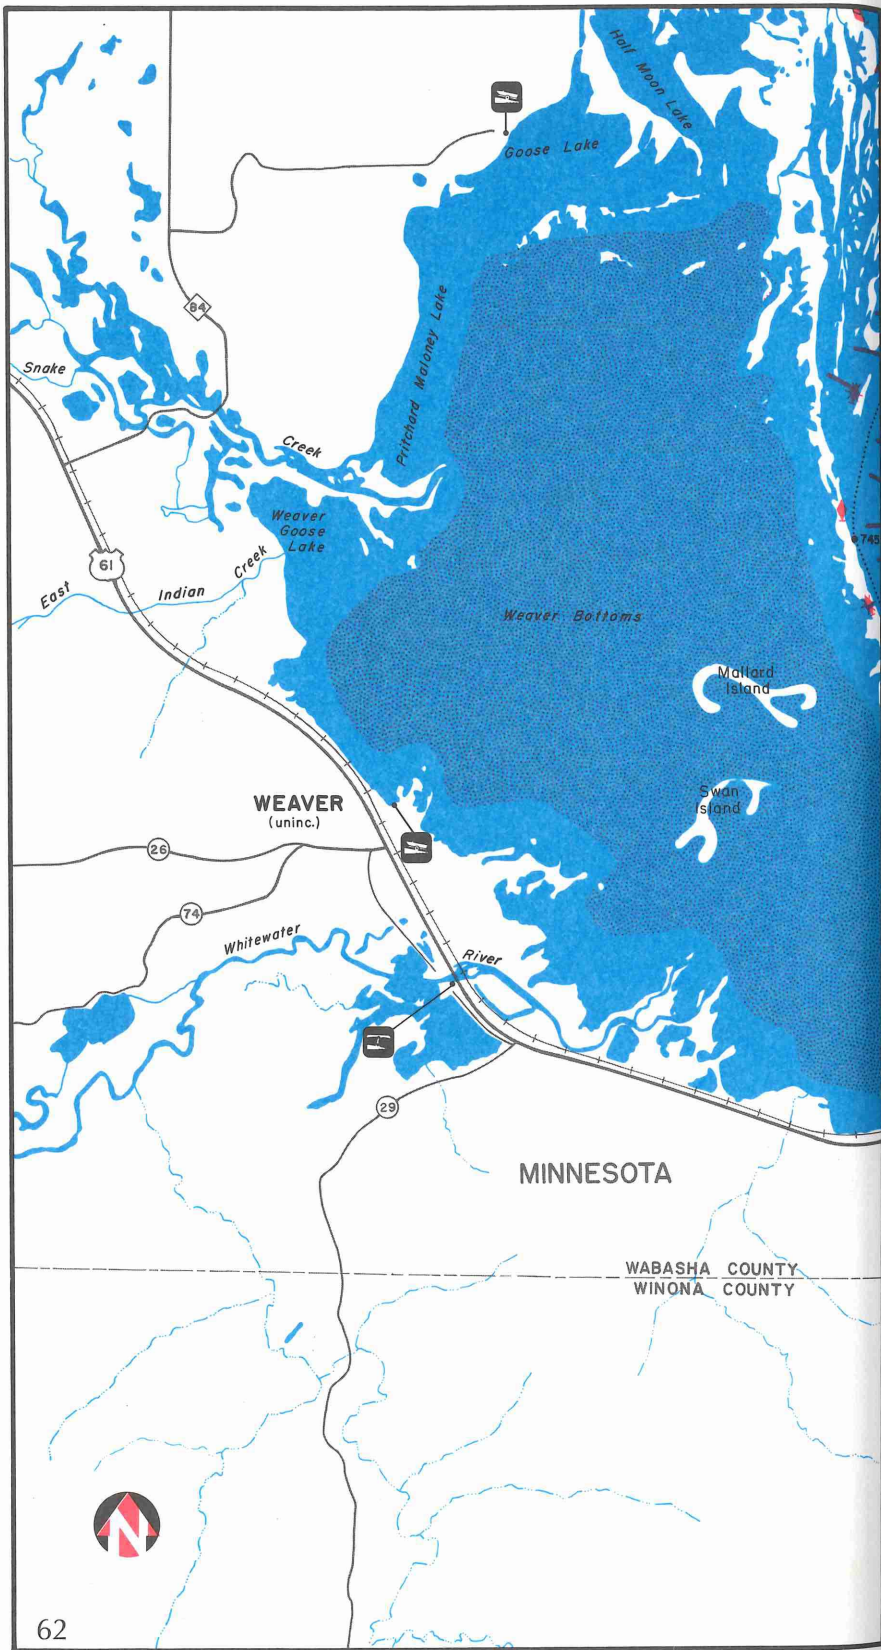 Half Moon Lake
Goose Lake
84
Pritchard Maloney Lake
Snake
Creek
Weaver
Goose
Lake
745
61
East Indian Creek
Weaver Bottoms
Mallard
Island
Swan
Island
WEAVER
(uninc.)
26
74
Whitewater
River
29
MINNESOTA
WABASHA COUNTY
WINONA COUNTY
N
62